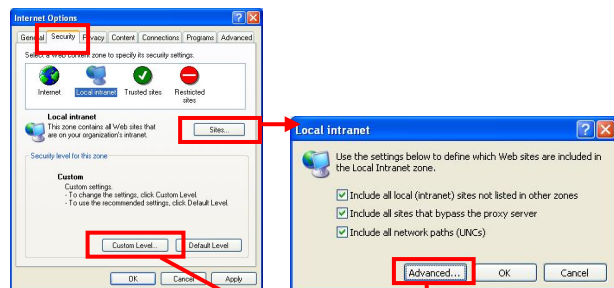 Internet Options
General Security Privacy Content Connections Programs Advanced
Select a Web content zone to specify its security settings.
Internet Local intranet Trusted sites Restricted sites
Local intranet
This zone contains all Web sites that
are on your organization's intranet.
Sites...
Security level for this zone
Custom
Custom settings.
- To change the settings, click Custom Level.
- To use the recommended settings, click Default Level.
Custom Level... Default Level
OK Cancel Apply
Local intranet
Use the settings below to define which Web sites are included in
the Local Intranet zone.
Include all local (intranet) sites not listed in other zones
Include all sites that bypass the proxy server
Include all network paths (UNCs)
Advanced... OK Cancel